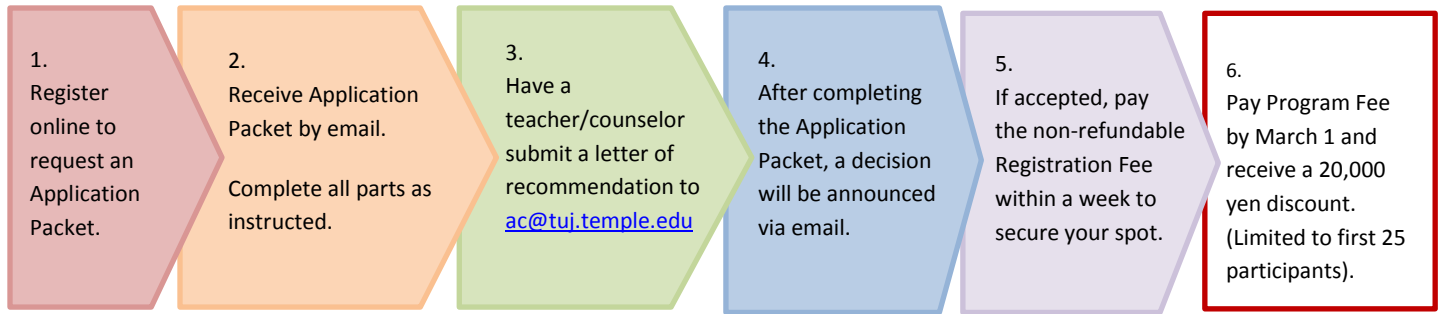 1.
Register
online to
request an
Application
Packet.
2.
Receive Application
Packet by email.
Complete all parts as
instructed.
3.
Have a
teacher/counselor
submit a letter of
recommendation to
ac@tuj.temple.edu
4.
After completing
the Application
Packet, a decision
will be announced
via email.
5.
If accepted, pay
the non-refundable
Registration Fee
within a week to
secure your spot.
6.
Pay Program Fee
by March 1 and
receive a 20,000
yen discount.
(Limited to first 25
participants).